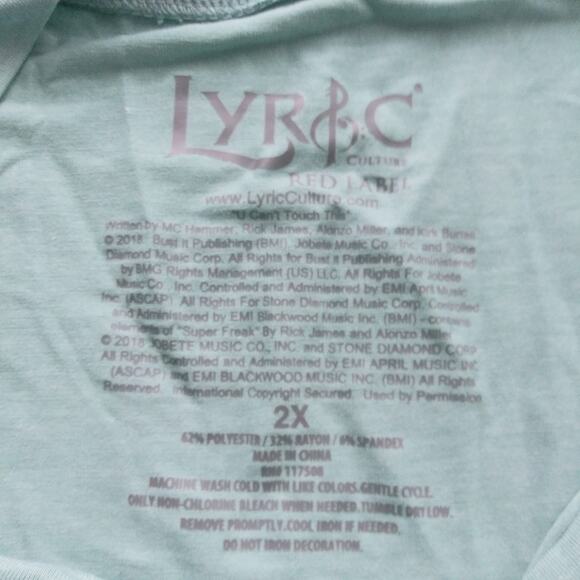 LYRIC®
CULTURE
RED LABEL
www.LyricCulture.com
"U Can't Touch This"
Written by MC Hammer, Rick James, Alonzo Miller, and Kirk Burrell
© 2018 Bust It Publishing (BMI), Jobete Music Co., Inc. and Stone
Diamond Music Corp. All Rights for Bust It Publishing Administered
by BMG Rights Management (US) LLC. All Rights For Jobete
Music Co., Inc. Controlled and Administered by EMI April Music
Inc. (ASCAP). All Rights For Stone Diamond Music Corp. Controlled
and Administered by EMI Blackwood Music Inc. (BMI) - contains
elements of "Super Freak" By Rick James and Alonzo Miller
© 2018 JOBETE MUSIC CO., INC. and STONE DIAMOND CORP
All Rights Controlled and Administered by EMI APRIL MUSIC INC.
(ASCAP) and EMI BLACKWOOD MUSIC INC. (BMI) All Rights
Reserved. International Copyright Secured. Used by Permission
2X
62% POLYESTER / 32% RAYON / 6% SPANDEX
MADE IN CHINA
RN# 117508
MACHINE WASH COLD WITH LIKE COLORS. GENTLE CYCLE.
ONLY NON-CHLORINE BLEACH WHEN NEEDED. TUMBLE DRY LOW.
REMOVE PROMPTLY. COOL IRON IF NEEDED.
DO NOT IRON DECORATION.